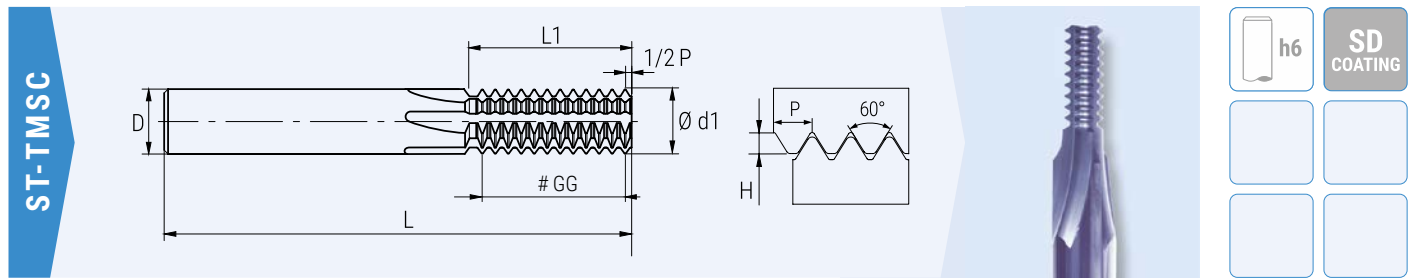 ST-TMSC
L1
1/2 P
D
Ø d1
# GG
L
P
60°
H
h6
SD
COATING